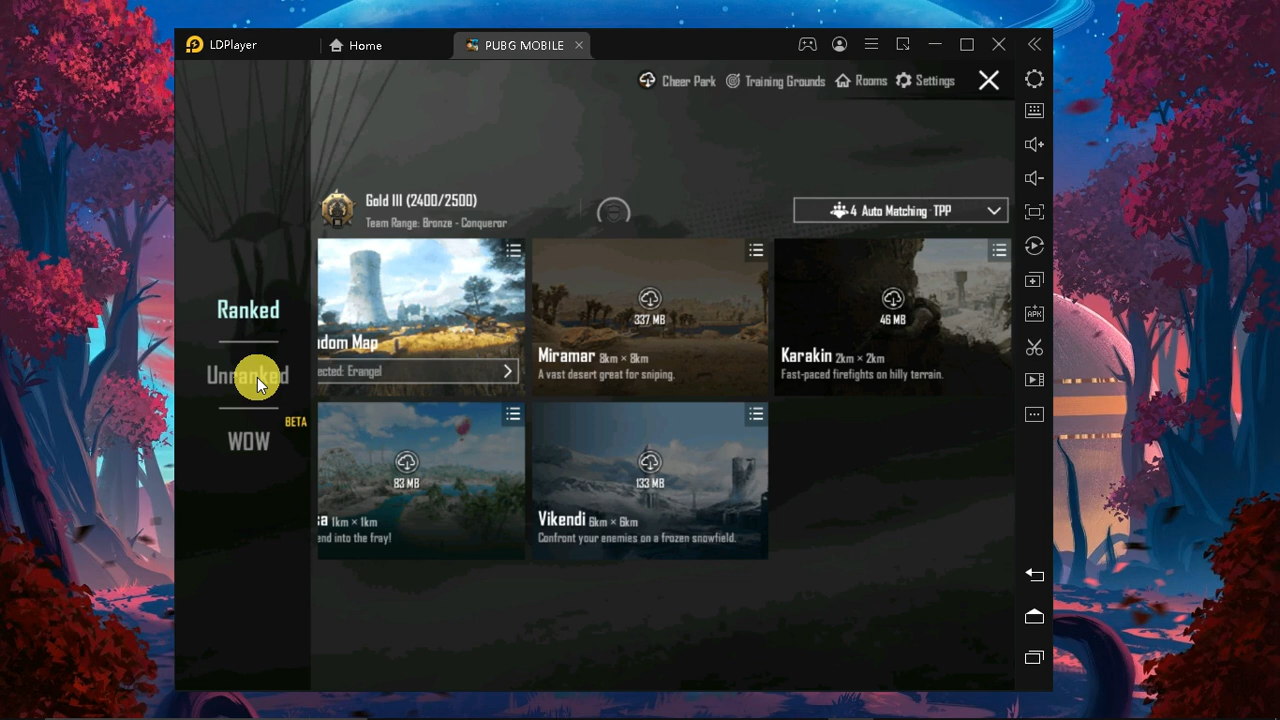 LDPlayer
Home
PUBG MOBILE
Cheer Park
Training Grounds
Rooms
Settings
Gold III (2400/2500)
Team Range: Bronze - Conqueror
4 Auto Matching TPP
Ranked
Unranked
BETA
WOW
dom Map
ected: Erangel
337 MB
Miramar 8km × 8km
A vast desert great for sniping.
46 MB
Karakin 2km × 2km
Fast-paced firefights on hilly terrain.
83 MB
a 1km × 1km
end into the fray!
133 MB
Vikendi 6km × 6km
Confront your enemies on a frozen snowfield.
APK